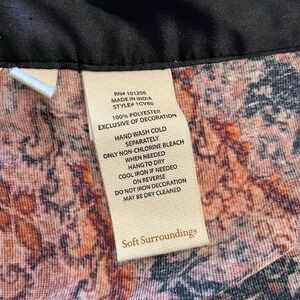 RN# 101206
MADE IN INDIA
STYLE# 1CV60
100% POLYESTER
EXCLUSIVE OF DECORATION
HAND WASH COLD
SEPARATELY
ONLY NON-CHLORINE BLEACH
WHEN NEEDED
HANG TO DRY
COOL IRON IF NEEDED
ON REVERSE
DO NOT IRON DECORATION
MAY BE DRY CLEANED
Soft Surroundings